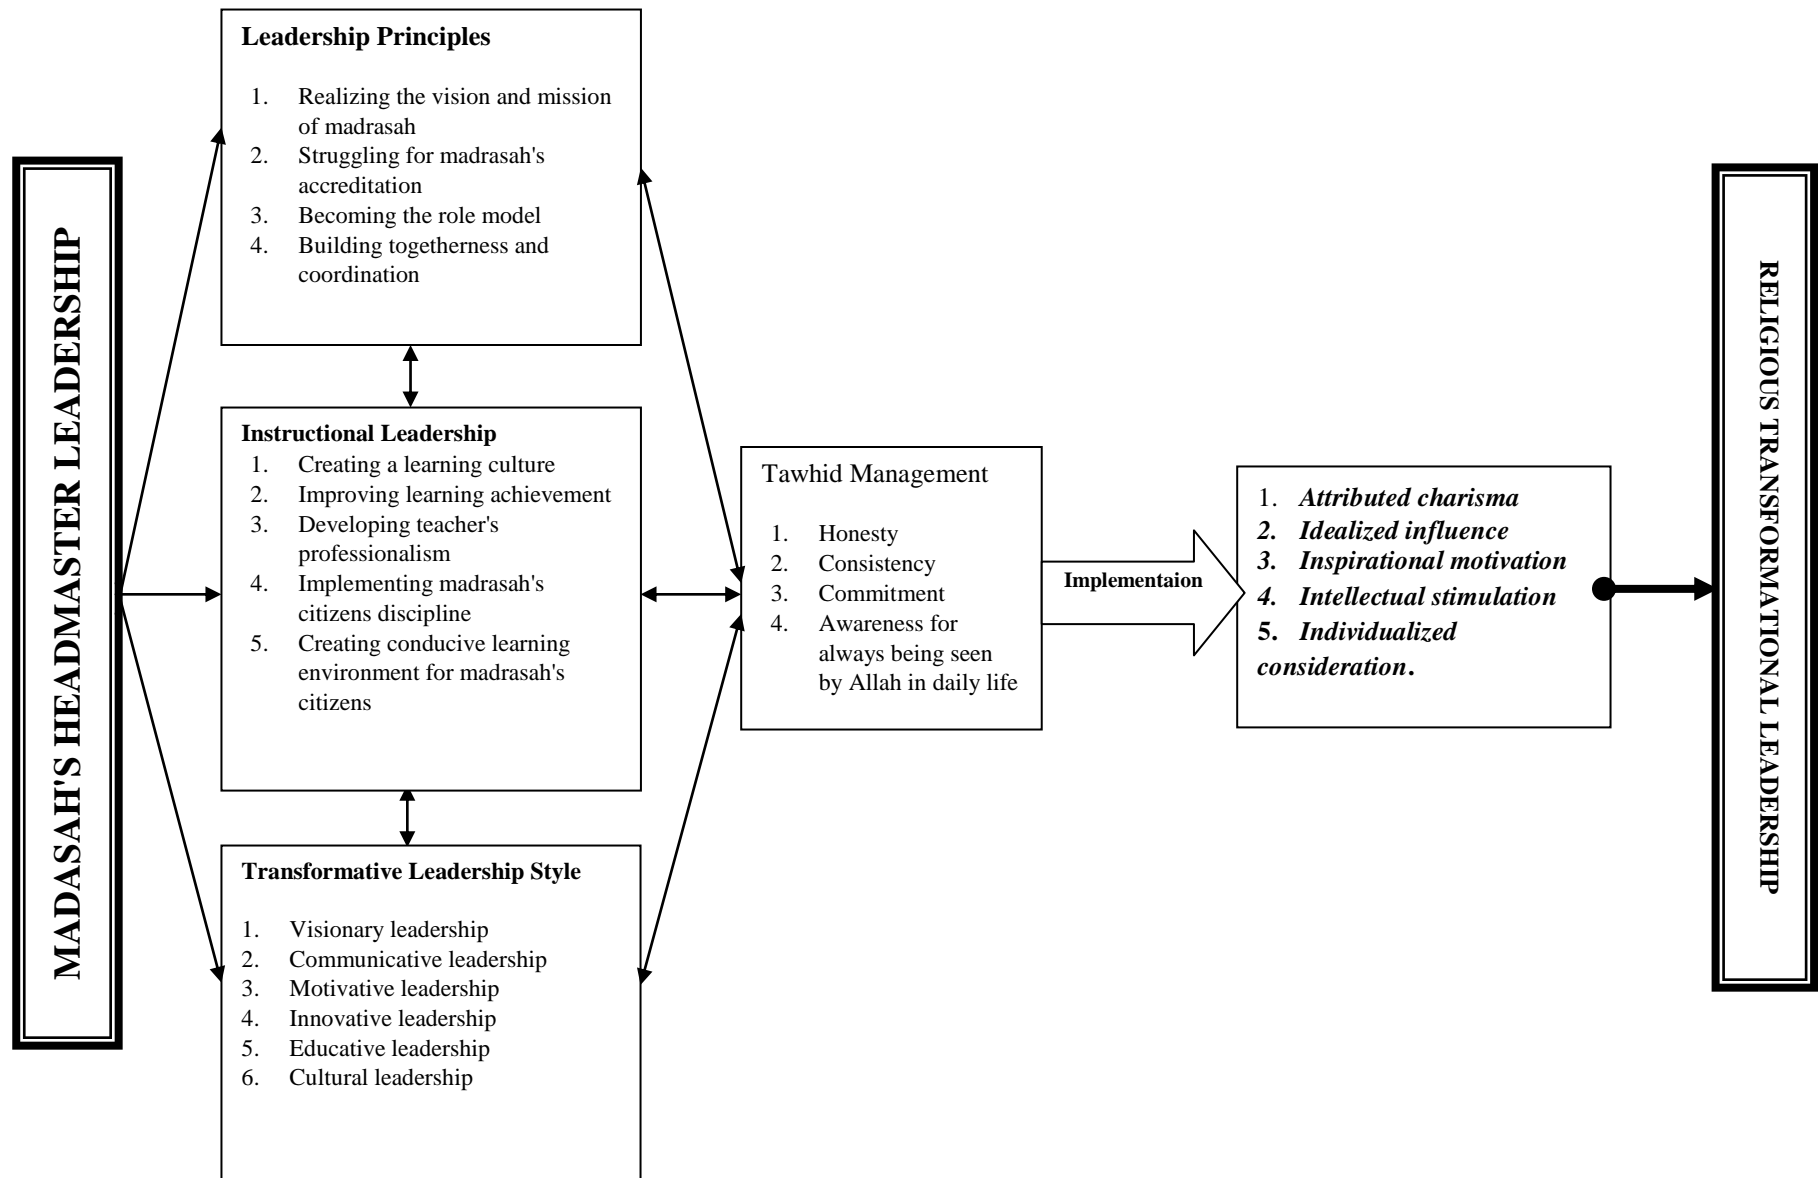 MADASAH'S HEADMASTER LEADERSHIP
Leadership Principles
1. Realizing the vision and mission
of madrasah
2. Struggling for madrasah's
accreditation
3. Becoming the role model
4. Building togetherness and
coordination
Instructional Leadership
1. Creating a learning culture
2. Improving learning achievement
3. Developing teacher's
professionalism
4. Implementing madrasah's
citizens discipline
5. Creating conducive learning
environment for madrasah's
citizens
Transformative Leadership Style
1. Visionary leadership
2. Communicative leadership
3. Motivative leadership
4. Innovative leadership
5. Educative leadership
6. Cultural leadership
Tawhid Management
1. Honesty
2. Consistency
3. Commitment
4. Awareness for
always being seen
by Allah in daily life
Implementaion
1. Attributed charisma
2. Idealized influence
3. Inspirational motivation
4. Intellectual stimulation
5. Individualized
consideration.
RELIGIOUS TRANSFORMATIONAL LEADERSHIP